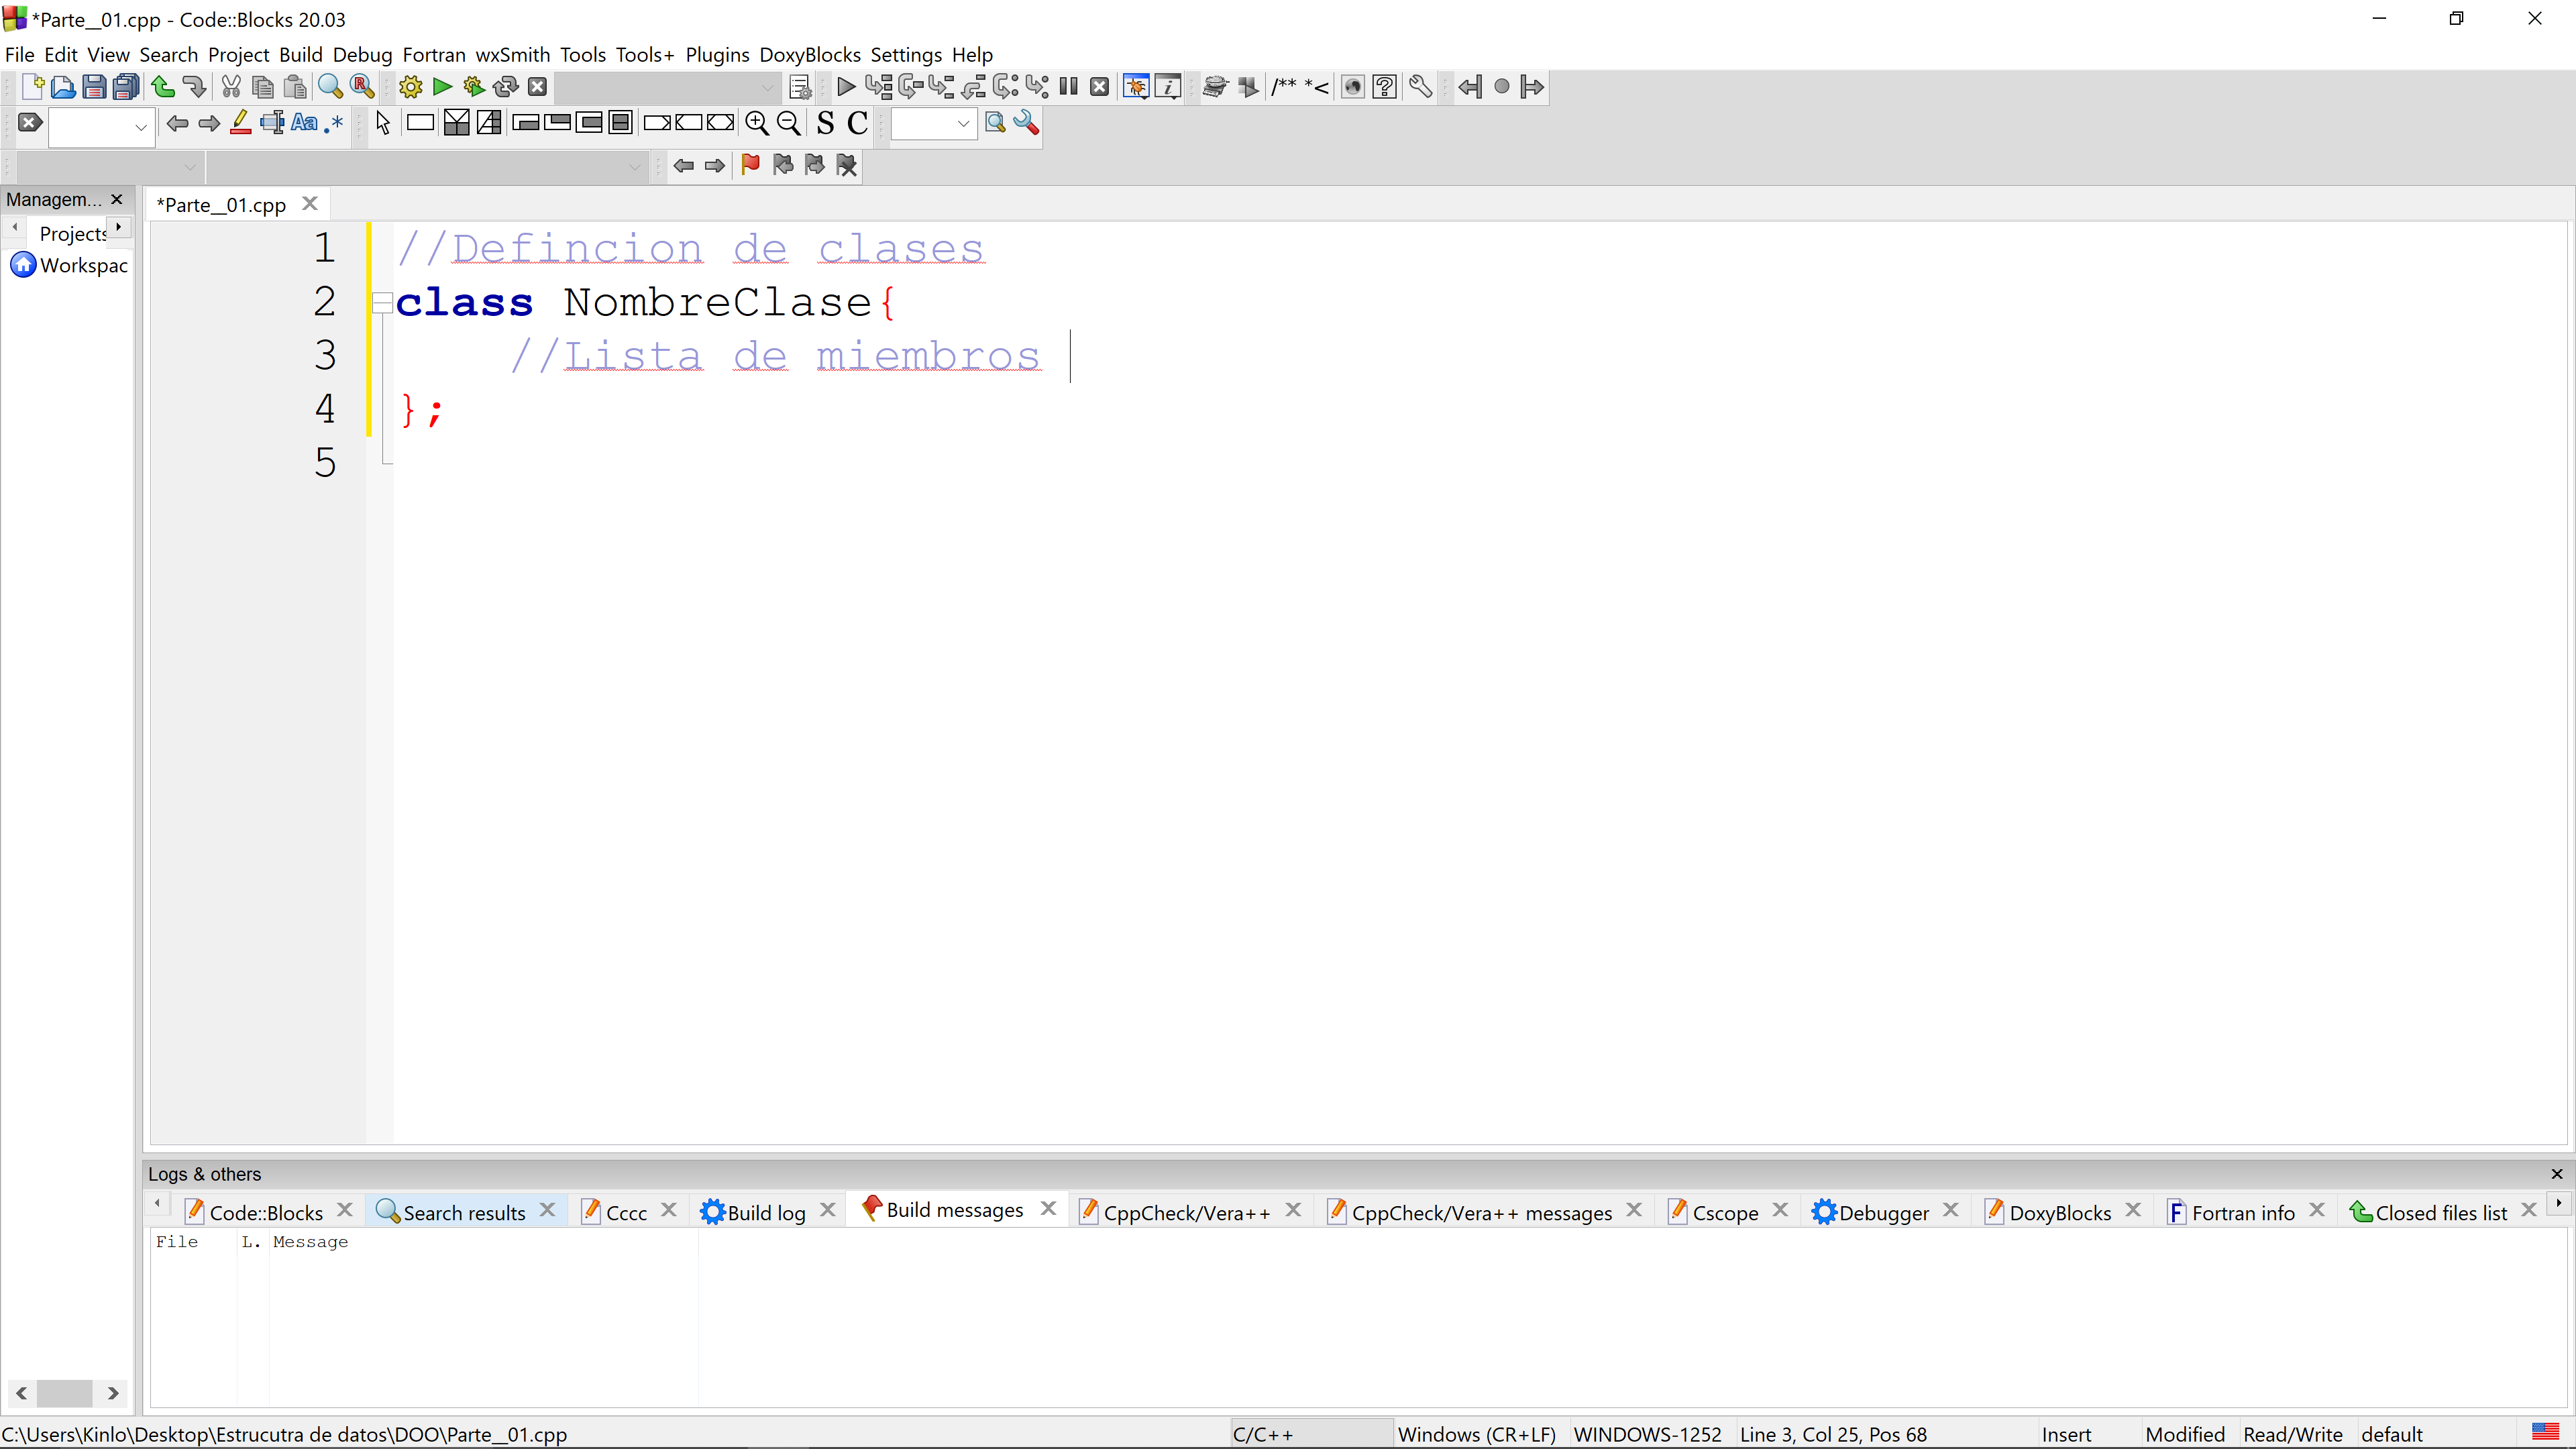 *Parte__01.cpp - Code::Blocks 20.03
File Edit View Search Project Build Debug Fortran wxSmith Tools Tools+ Plugins DoxyBlocks Settings Help
/** *<
Aa .* S C
Managem...
*Parte__01.cpp
Projects
Workspac
1 //Defincion de clases
2 class NombreClase{
3 //Lista de miembros
4 };
5
Logs & others
Code::Blocks Search results Cccc Build log Build messages CppCheck/Vera++ CppCheck/Vera++ messages Cscope Debugger DoxyBlocks Fortran info Closed files list
File L. Message
C:\Users\Kinlo\Desktop\Estrucutra de datos\DOO\Parte__01.cpp C/C++ Windows (CR+LF) WINDOWS-1252 Line 3, Col 25, Pos 68 Insert Modified Read/Write default